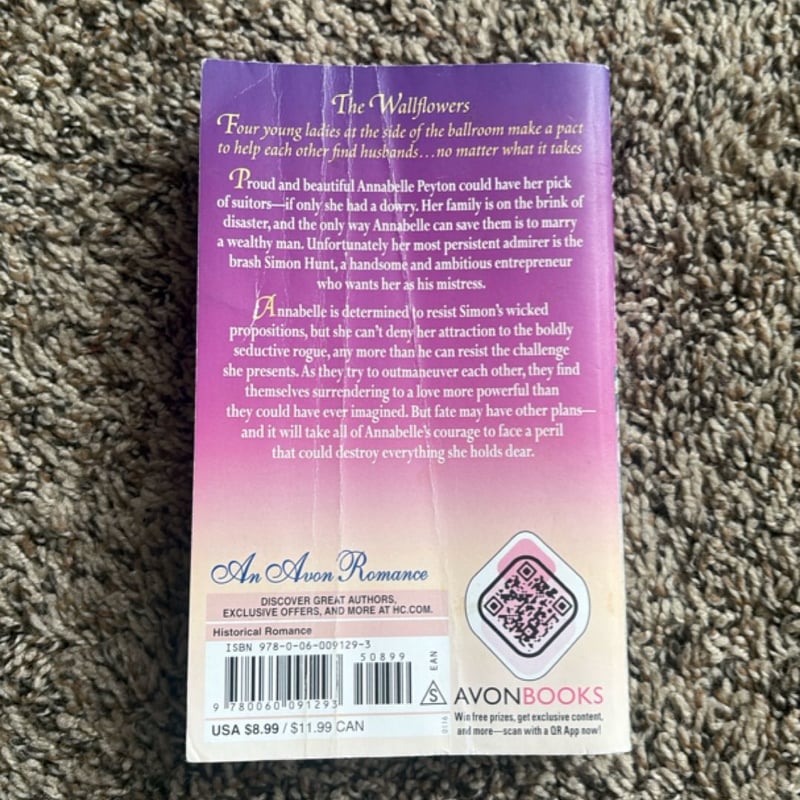 The Wallflowers
Four young ladies at the side of the ballroom make a pact
to help each other find husbands...no matter what it takes
Proud and beautiful Annabelle Peyton could have her pick
of suitors—if only she had a dowry. Her family is on the brink of
disaster, and the only way Annabelle can save them is to marry
a wealthy man. Unfortunately her most persistent admirer is the
brash Simon Hunt, a handsome and ambitious entrepreneur
who wants her as his mistress.
Annabelle is determined to resist Simon's wicked
propositions, but she can't deny her attraction to the boldly
seductive rogue, any more than he can resist the challenge
she presents. As they try to outmaneuver each other, they find
themselves surrendering to a love more powerful than
they could have ever imagined. But fate may have other plans—
and it will take all of Annabelle's courage to face a peril
that could destroy everything she holds dear.
An Avon Romance
DISCOVER GREAT AUTHORS,
EXCLUSIVE OFFERS, AND MORE AT HC.COM.
Historical Romance
ISBN 978-0-06-009129-3
50899
EAN
9 780060 091293
S
USA $8.99 / $11.99 CAN
0116
AVONBOOKS
Win free prizes, get exclusive content,
and more—scan with a QR App now!